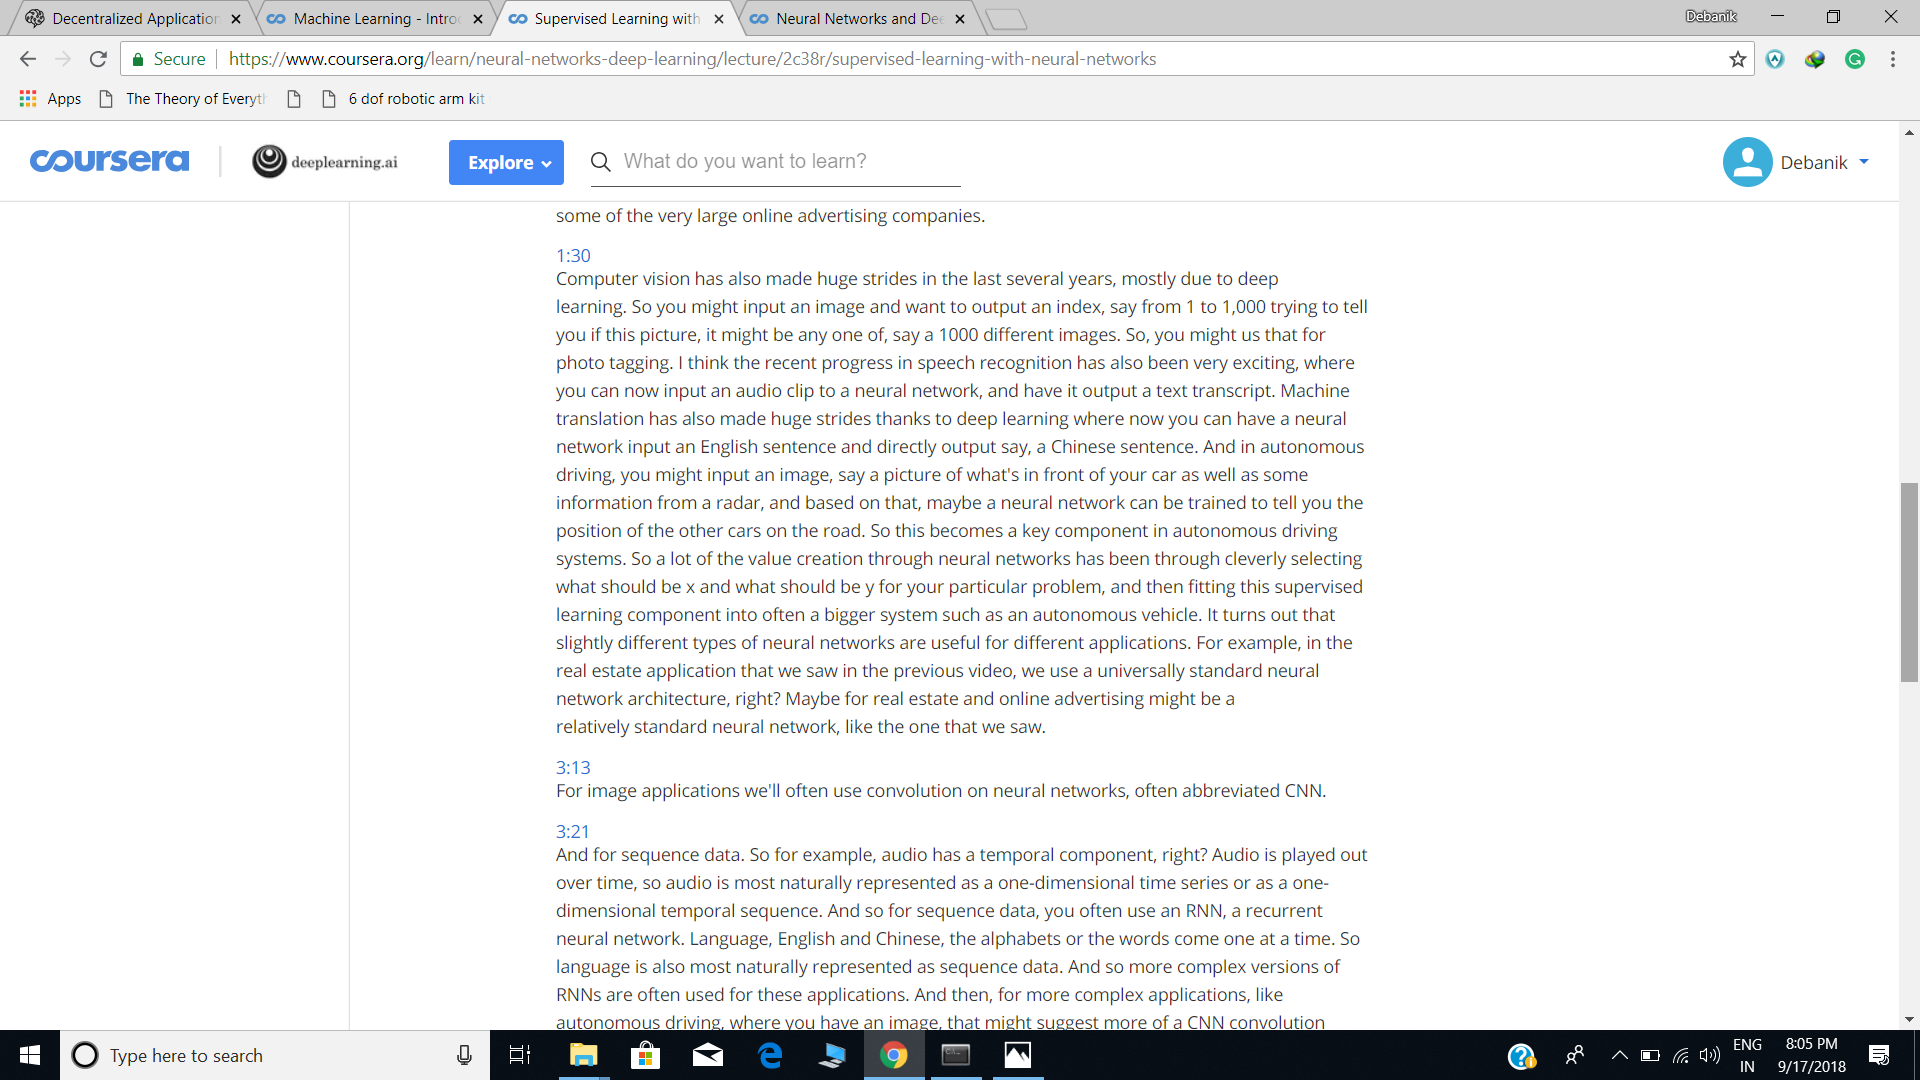 Decentralized Application
Machine Learning - Intro
Supervised Learning with
Neural Networks and De
Debanik
Secure
https://www.coursera.org/learn/neural-networks-deep-learning/lecture/2c38r/supervised-learning-with-neural-networks
Apps
The Theory of Everyt
6 dof robotic arm kit
coursera
deeplearning.ai
Explore
What do you want to learn?
Debanik
some of the very large online advertising companies.
1:30
Computer vision has also made huge strides in the last several years, mostly due to deep
learning. So you might input an image and want to output an index, say from 1 to 1,000 trying to tell
you if this picture, it might be any one of, say a 1000 different images. So, you might us that for
photo tagging. I think the recent progress in speech recognition has also been very exciting, where
you can now input an audio clip to a neural network, and have it output a text transcript. Machine
translation has also made huge strides thanks to deep learning where now you can have a neural
network input an English sentence and directly output say, a Chinese sentence. And in autonomous
driving, you might input an image, say a picture of what's in front of your car as well as some
information from a radar, and based on that, maybe a neural network can be trained to tell you the
position of the other cars on the road. So this becomes a key component in autonomous driving
systems. So a lot of the value creation through neural networks has been through cleverly selecting
what should be x and what should be y for your particular problem, and then fitting this supervised
learning component into often a bigger system such as an autonomous vehicle. It turns out that
slightly different types of neural networks are useful for different applications. For example, in the
real estate application that we saw in the previous video, we use a universally standard neural
network architecture, right? Maybe for real estate and online advertising might be a
relatively standard neural network, like the one that we saw.
3:13
For image applications we'll often use convolution on neural networks, often abbreviated CNN.
3:21
And for sequence data. So for example, audio has a temporal component, right? Audio is played out
over time, so audio is most naturally represented as a one-dimensional time series or as a one-
dimensional temporal sequence. And so for sequence data, you often use an RNN, a recurrent
neural network. Language, English and Chinese, the alphabets or the words come one at a time. So
language is also most naturally represented as sequence data. And so more complex versions of
RNNs are often used for these applications. And then, for more complex applications, like
autonomous driving, where you have an image, that might suggest more of a CNN convolution
Type here to search
ENG
IN
8:05 PM
9/17/2018